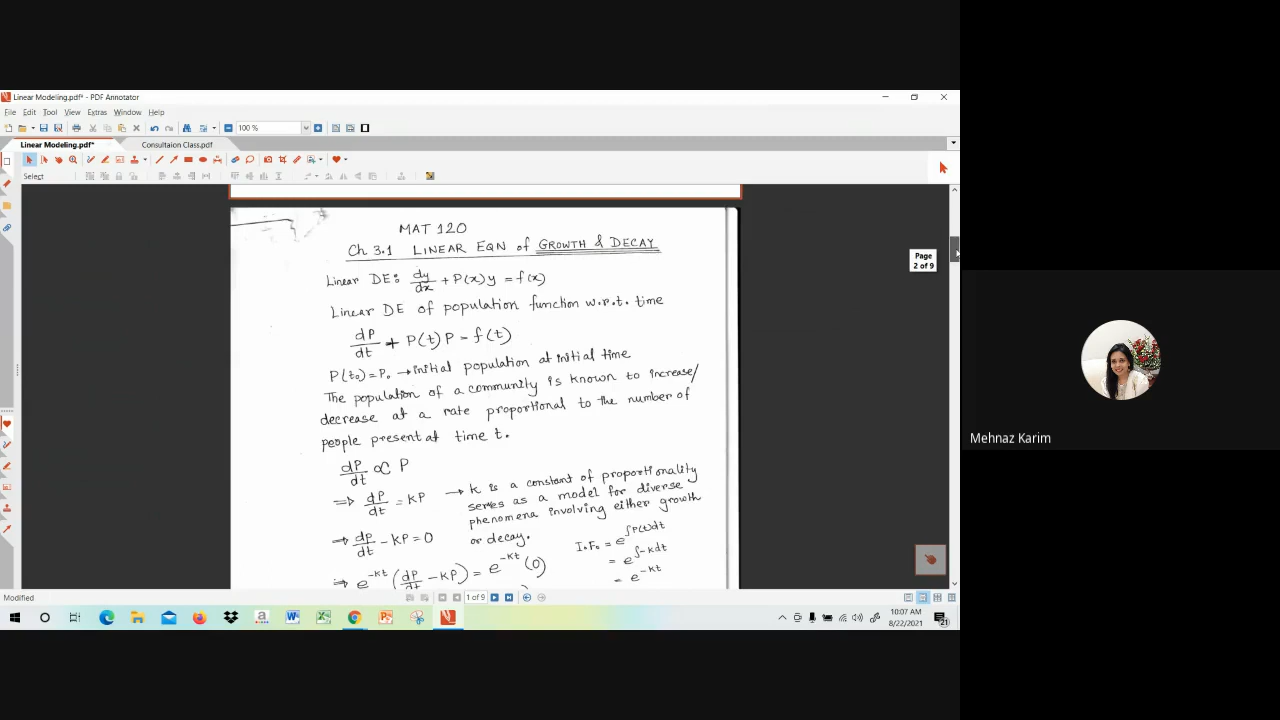 Linear Modeling.pdf* - PDF Annotator
File Edit Tool View Extras Window Help
100 %
Linear Modeling.pdf* Consultaion Class.pdf
Select
MAT 120
Ch 3.1 LINEAR EQN of GROWTH & DECAY
Linear DE: dy/dx + P(x)y = f(x)
Linear DE of population function w.r.t. time
dP/dt + P(t)P = f(t)
P(t₀) = P₀ → initial population at initial time
The population of a community is known to increase/
decrease at a rate proportional to the number of
people present at time t.
dP/dt ∝ P
⇒ dP/dt = KP → K is a constant of proportionality
serves as a model for diverse
phenomena involving either growth
or decay.
⇒ dP/dt - KP = 0
I.F. = e^∫P(t)dt
= e^∫-Kdt
= e^-Kt
⇒ e^-Kt (dP/dt - KP) = e^-Kt (0)
Page
2 of 9
Mehnaz Karim
Modified
1 of 9
10:07 AM
8/22/2021
21